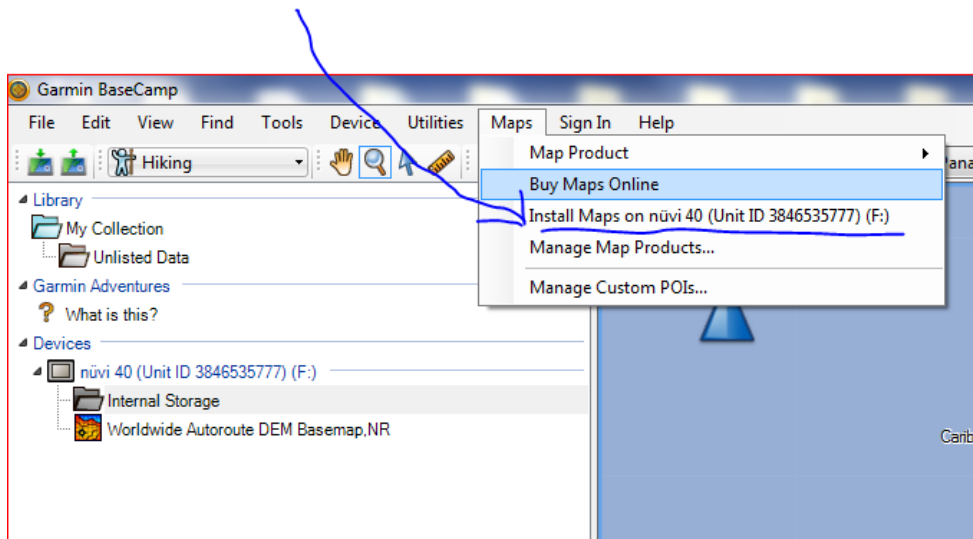 Garmin BaseCamp
File Edit View Find Tools Device Utilities Maps Sign In Help
Hiking
Map Product
Buy Maps Online
Install Maps on nüvi 40 (Unit ID 3846535777) (F:)
Manage Map Products...
Manage Custom POIs...
Library
My Collection
Unlisted Data
Garmin Adventures
What is this?
Devices
nüvi 40 (Unit ID 3846535777) (F:)
Internal Storage
Worldwide Autoroute DEM Basemap,NR